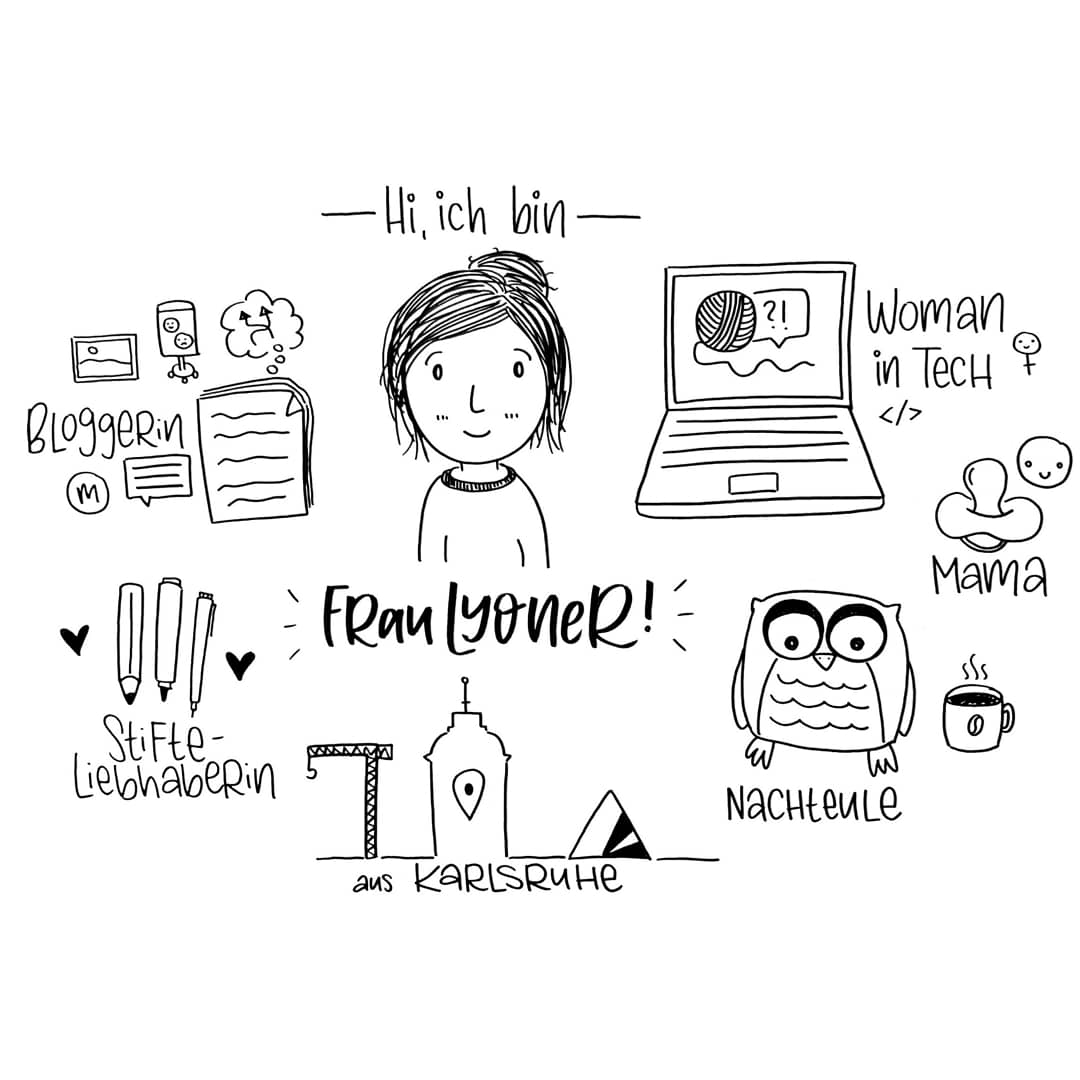 Hi, ich bin
Frau Lyoner!
Bloggerin
m
Stifte-
liebhaberin
aus Karlsruhe
?!
Woman
in Tech
</>
Mama
Nachteule